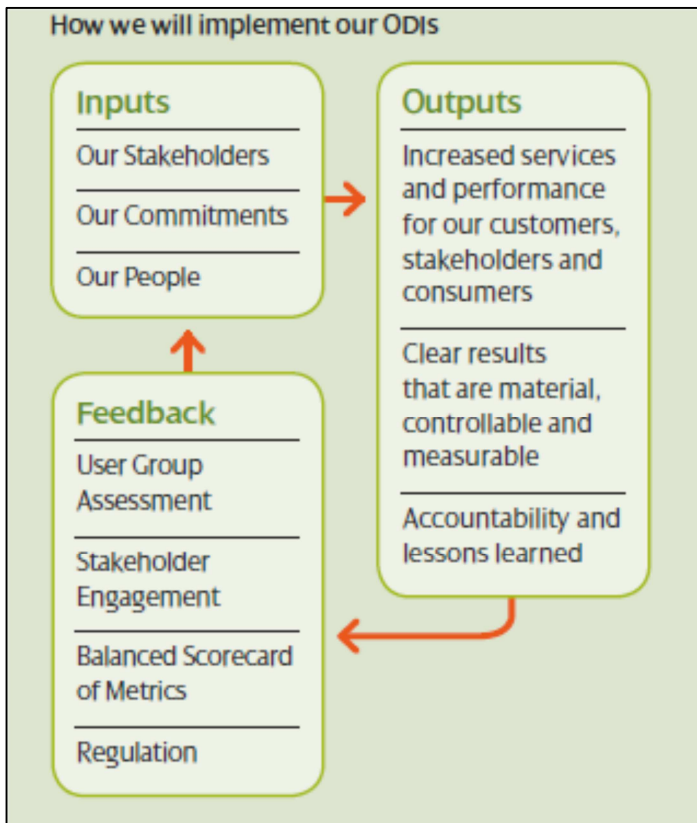 How we will implement our ODIs
Inputs
Our Stakeholders
Our Commitments
Our People
Outputs
Increased services
and performance
for our customers,
stakeholders and
consumers
Clear results
that are material,
controllable and
measurable
Accountability and
lessons learned
Feedback
User Group
Assessment
Stakeholder
Engagement
Balanced Scorecard
of Metrics
Regulation